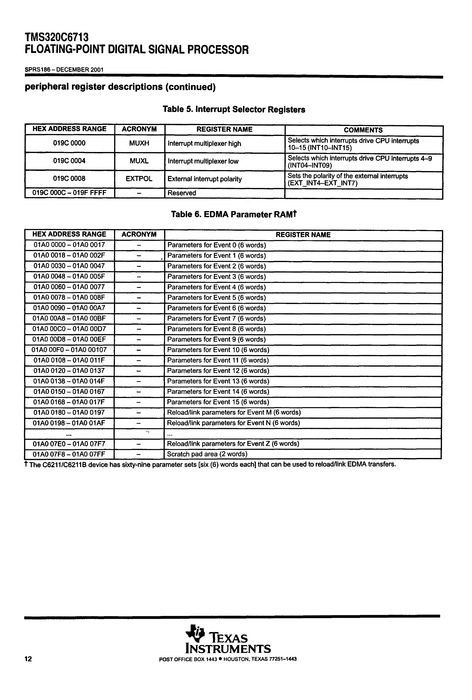 TMS320C6713
FLOATING-POINT DIGITAL SIGNAL PROCESSOR
SPRS186 – DECEMBER 2001
peripheral register descriptions (continued)
Table 5. Interrupt Selector Registers
HEX ADDRESS RANGE ACRONYM REGISTER NAME COMMENTS
019C 0000 MUXH Interrupt multiplexer high Selects which interrupts drive CPU interrupts
10–15 (INT10–INT15)
019C 0004 MUXL Interrupt multiplexer low Selects which interrupts drive CPU interrupts 4–9
(INT04–INT09)
019C 0008 EXTPOL External interrupt polarity Sets the polarity of the external interrupts
(EXT_INT4–EXT_INT7)
019C 000C – 019F FFFF – Reserved
Table 6. EDMA Parameter RAM†
HEX ADDRESS RANGE ACRONYM REGISTER NAME
01A0 0000 – 01A0 0017 – Parameters for Event 0 (6 words)
01A0 0018 – 01A0 002F – Parameters for Event 1 (6 words)
01A0 0030 – 01A0 0047 – Parameters for Event 2 (6 words)
01A0 0048 – 01A0 005F – Parameters for Event 3 (6 words)
01A0 0060 – 01A0 0077 – Parameters for Event 4 (6 words)
01A0 0078 – 01A0 008F – Parameters for Event 5 (6 words)
01A0 0090 – 01A0 00A7 – Parameters for Event 6 (6 words)
01A0 00A8 – 01A0 00BF – Parameters for Event 7 (6 words)
01A0 00C0 – 01A0 00D7 – Parameters for Event 8 (6 words)
01A0 00D8 – 01A0 00EF – Parameters for Event 9 (6 words)
01A0 00F0 – 01A0 00107 – Parameters for Event 10 (6 words)
01A0 0108 – 01A0 011F – Parameters for Event 11 (6 words)
01A0 0120 – 01A0 0137 – Parameters for Event 12 (6 words)
01A0 0138 – 01A0 014F – Parameters for Event 13 (6 words)
01A0 0150 – 01A0 0167 – Parameters for Event 14 (6 words)
01A0 0168 – 01A0 017F – Parameters for Event 15 (6 words)
01A0 0180 – 01A0 0197 – Reload/link parameters for Event M (6 words)
01A0 0198 – 01A0 01AF – Reload/link parameters for Event N (6 words)
... ...
01A0 07E0 – 01A0 07F7 – Reload/link parameters for Event Z (6 words)
01A0 07F8 – 01A0 07FF – Scratch pad area (2 words)
† The C6211/C6211B device has sixty-nine parameter sets [six (6) words each] that can be used to reload/link EDMA transfers.
TEXAS
INSTRUMENTS
12 POST OFFICE BOX 1443 • HOUSTON, TEXAS 77251–1443